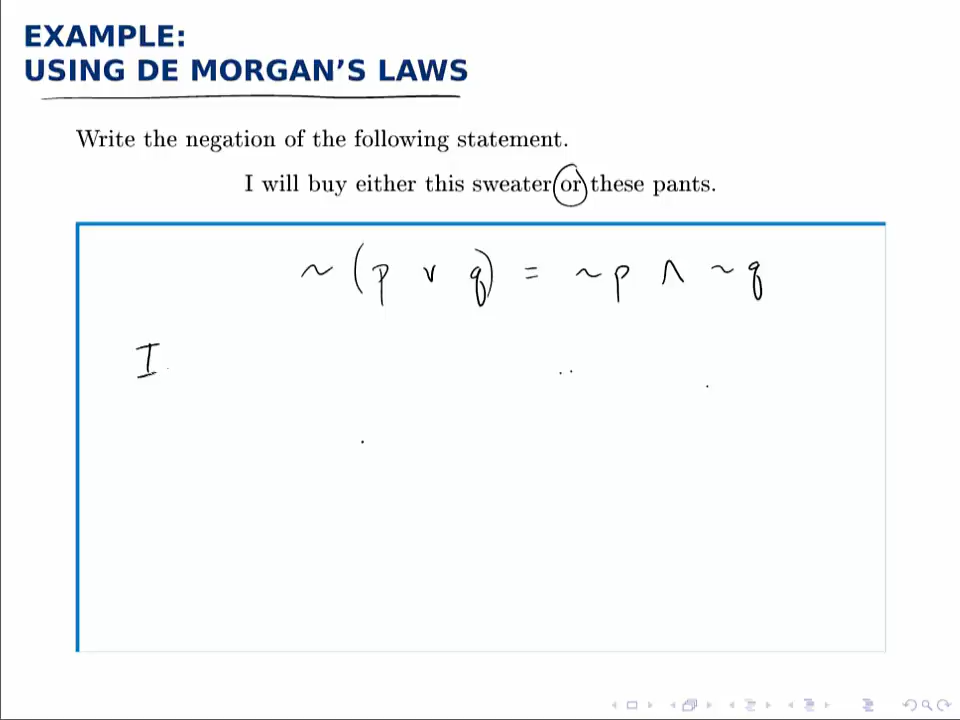 EXAMPLE:
USING DE MORGAN'S LAWS
Write the negation of the following statement.
I will buy either this sweater or these pants.
~ (p ∨ q) = ~p ∧ ~q
I